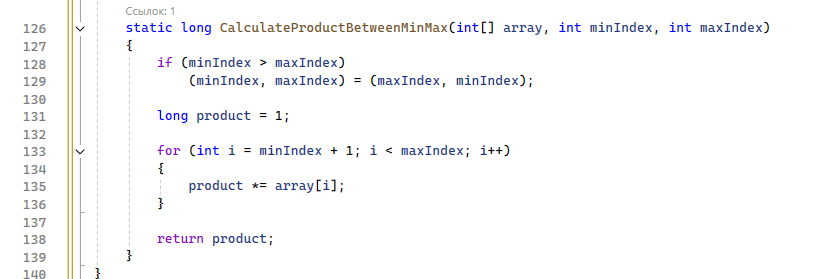 Ссылок: 1
126 static long CalculateProductBetweenMinMax(int[] array, int minIndex, int maxIndex)
127 {
128 if (minIndex > maxIndex)
129 (minIndex, maxIndex) = (maxIndex, minIndex);
130
131 long product = 1;
132
133 for (int i = minIndex + 1; i < maxIndex; i++)
134 {
135 product *= array[i];
136 }
137
138 return product;
139 }
140 }